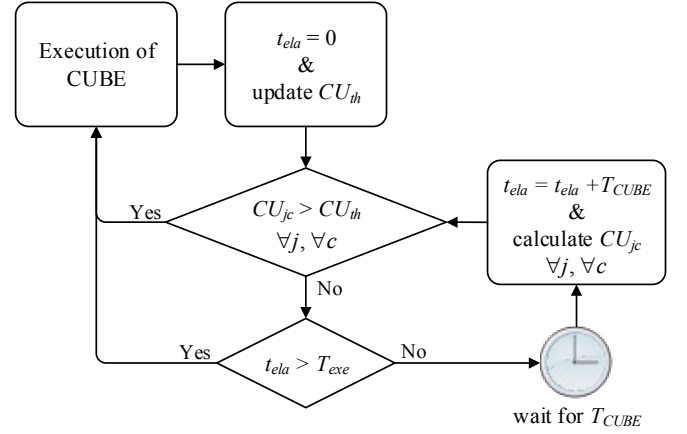 Execution of
CUBE
t_ela = 0
&
update CU_th
CU_jc > CU_th
∀j, ∀c
Yes
No
t_ela = t_ela + T_CUBE
&
calculate CU_jc
∀j, ∀c
t_ela > T_exe
Yes
No
wait for T_CUBE